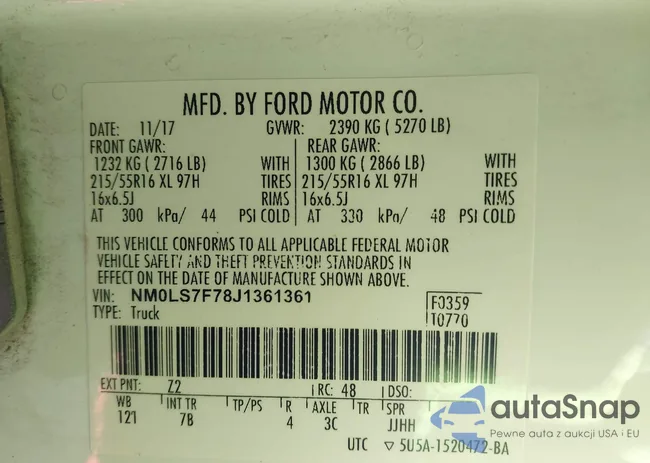 MFD. BY FORD MOTOR CO.
DATE: 11/17 GVWR: 2390 KG ( 5270 LB)
FRONT GAWR: REAR GAWR:
1232 KG ( 2716 LB) WITH 1300 KG ( 2866 LB) WITH
215/55R16 XL 97H TIRES 215/55R16 XL 97H TIRES
16x6.5J RIMS 16x6.5J RIMS
AT 300 kPa/ 44 PSI COLD AT 330 kPa/ 48 PSI COLD
THIS VEHICLE CONFORMS TO ALL APPLICABLE FEDERAL MOTOR
VEHICLE SAFETY AND THEFT PREVENTION STANDARDS IN
EFFECT ON THE DATE OF MANUFACTURE SHOWN ABOVE.
VIN: NM0LS7F78J1361361 F0359
TYPE: Truck T0770
EXT PNT: Z2 RC: 48 DSO:
WB INT TR TP/PS R AXLE TR SPR
121 7B 4 3C JJHH
UTC ▽ 5U5A-1520472-BA
autaSnap
Pewne auta z aukcji USA i EU